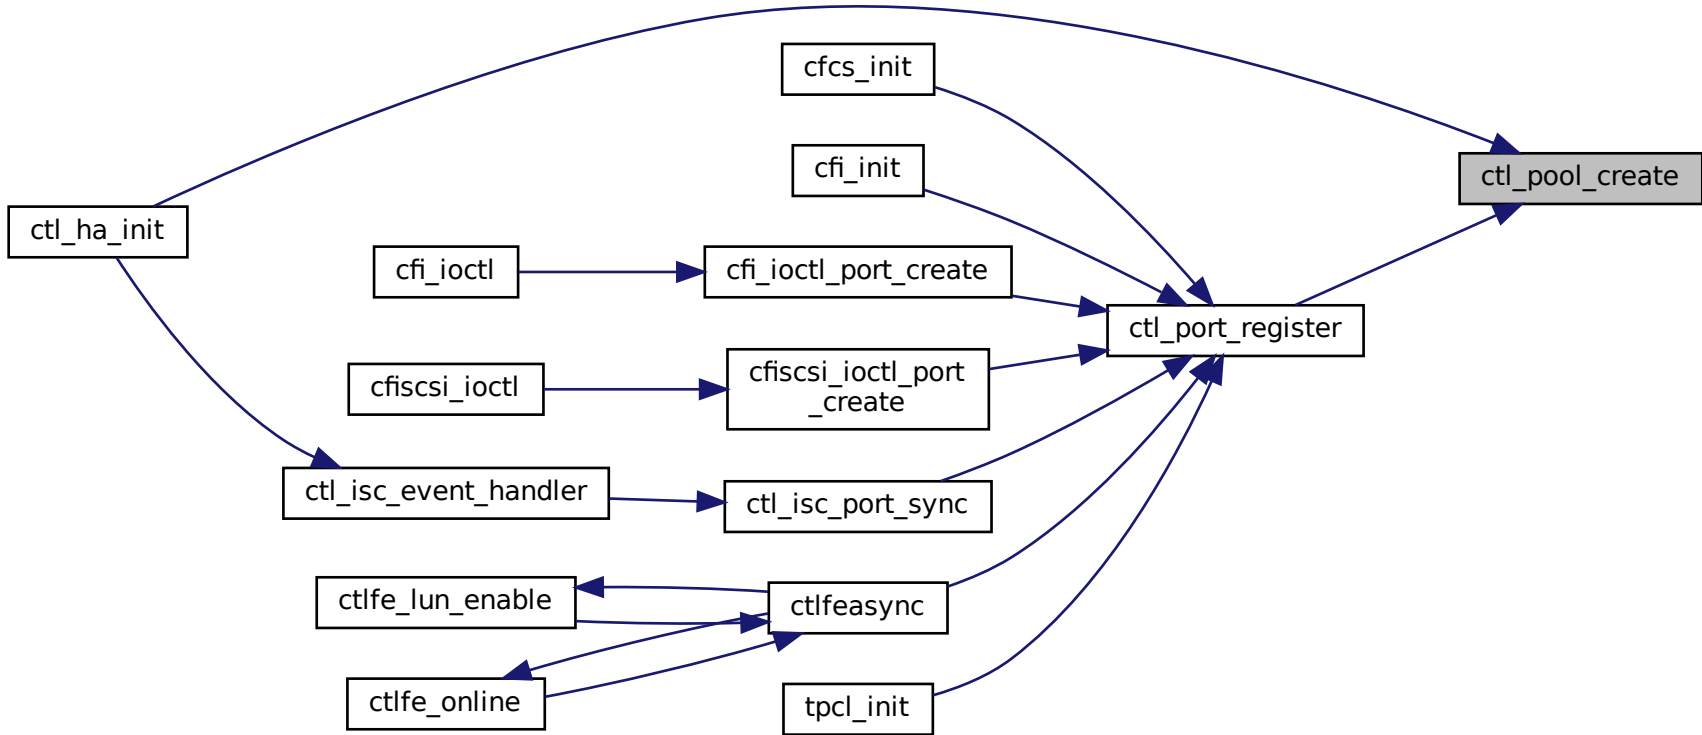 cfcs_init
cfi_init
ctl_pool_create
ctl_ha_init
cfi_ioctl
cfi_ioctl_port_create
ctl_port_register
cfiscsi_ioctl
cfiscsi_ioctl_port
_create
ctl_isc_event_handler
ctl_isc_port_sync
ctlfe_lun_enable
ctlfeasync
ctlfe_online
tpcl_init